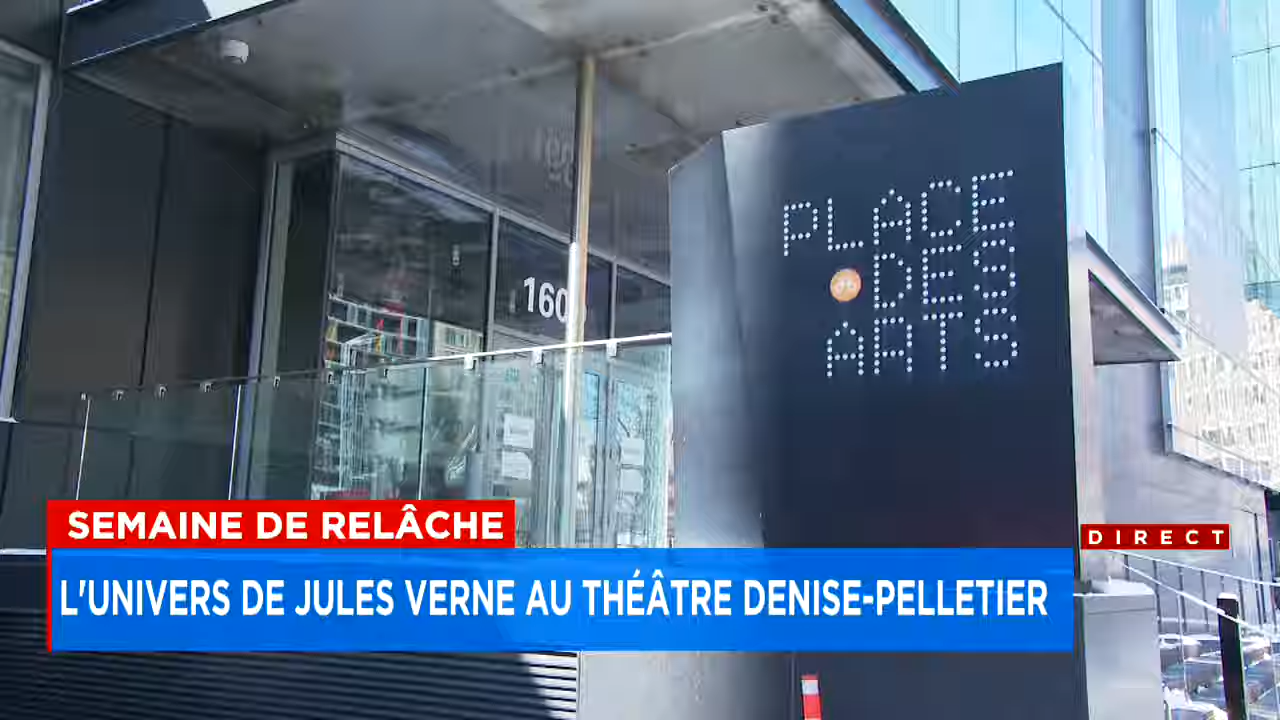 PLACE
DES
ARTS
160
SEMAINE DE RELÂCHE
DIRECT
L'UNIVERS DE JULES VERNE AU THÉÂTRE DENISE-PELLETIER